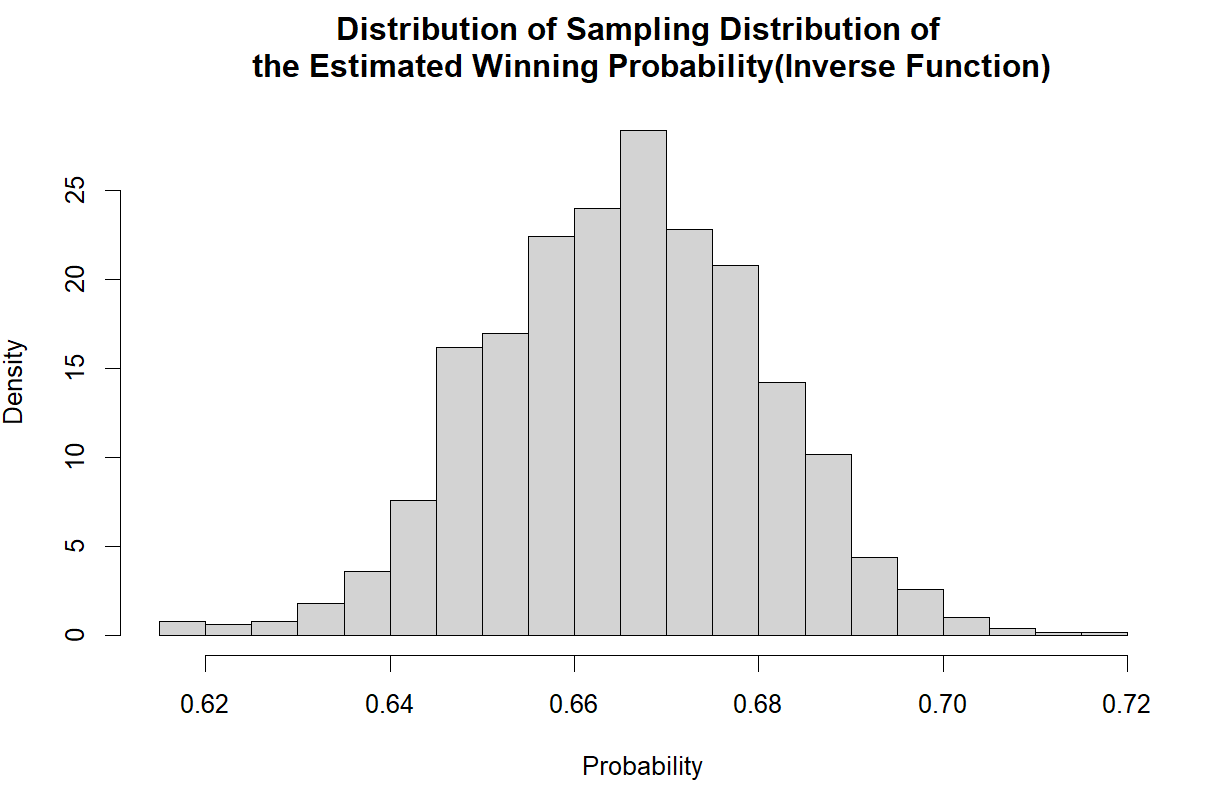 Distribution of Sampling Distribution of
the Estimated Winning Probability(Inverse Function)
Density
25
20
15
10
5
0
0.62 0.64 0.66 0.68 0.70 0.72
Probability